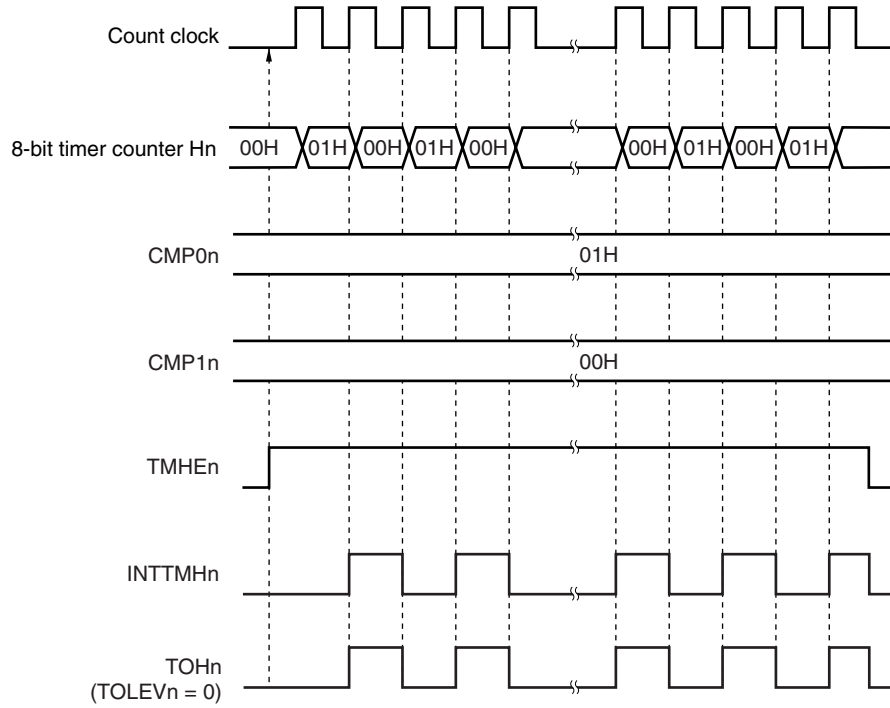 Count clock
8-bit timer counter Hn 00H 01H 00H 01H 00H 00H 01H 00H 01H
CMP0n 01H
CMP1n 00H
TMHEn
INTTMHn
TOHn
(TOLEVn = 0)